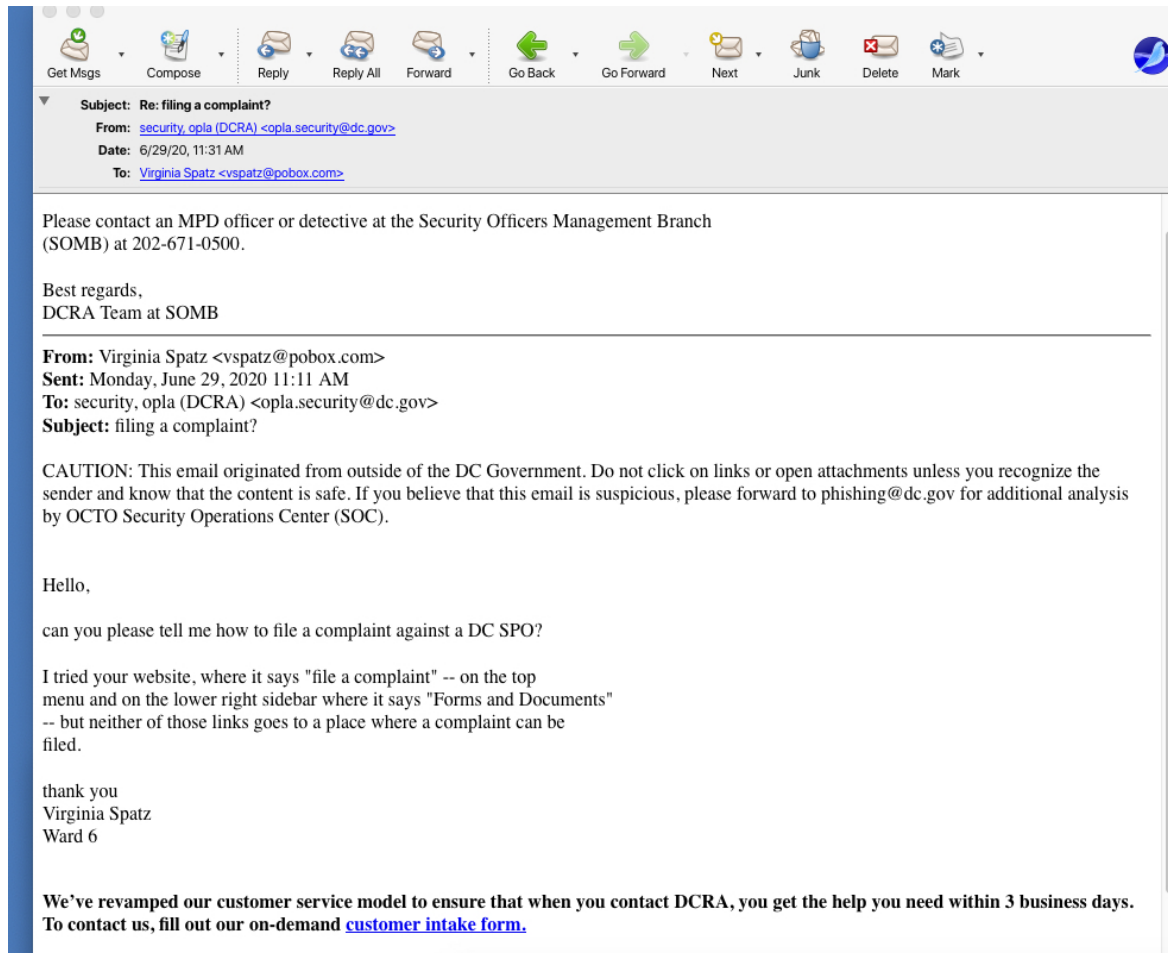 Get Msgs Compose Reply Reply All Forward Go Back Go Forward Next Junk Delete Mark
Subject: Re: filing a complaint?
From: security, opla (DCRA) <opla.security@dc.gov>
Date: 6/29/20, 11:31 AM
To: Virginia Spatz <vspatz@pobox.com>
Please contact an MPD officer or detective at the Security Officers Management Branch
(SOMB) at 202-671-0500.
Best regards,
DCRA Team at SOMB
From: Virginia Spatz <vspatz@pobox.com>
Sent: Monday, June 29, 2020 11:11 AM
To: security, opla (DCRA) <opla.security@dc.gov>
Subject: filing a complaint?
CAUTION: This email originated from outside of the DC Government. Do not click on links or open attachments unless you recognize the
sender and know that the content is safe. If you believe that this email is suspicious, please forward to phishing@dc.gov for additional analysis
by OCTO Security Operations Center (SOC).
Hello,
can you please tell me how to file a complaint against a DC SPO?
I tried your website, where it says "file a complaint" -- on the top
menu and on the lower right sidebar where it says "Forms and Documents"
-- but neither of those links goes to a place where a complaint can be
filed.
thank you
Virginia Spatz
Ward 6
We've revamped our customer service model to ensure that when you contact DCRA, you get the help you need within 3 business days.
To contact us, fill out our on-demand customer intake form.